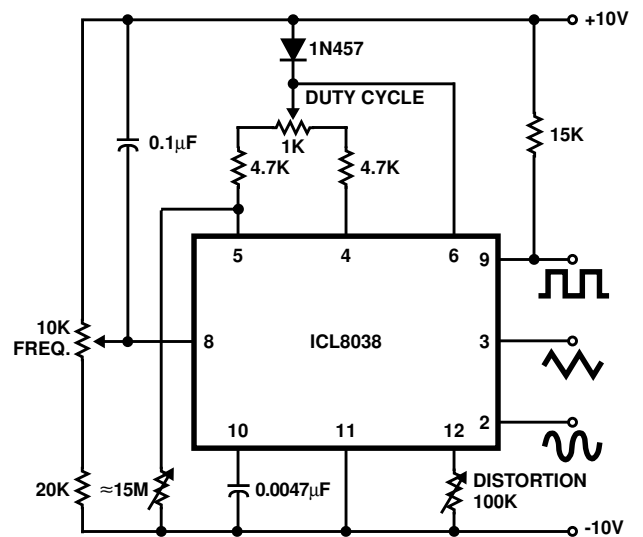 +10V
1N457
DUTY CYCLE
0.1μF
1K
15K
4.7K
4.7K
5
4
6
9
10K
FREQ.
8
ICL8038
3
2
10
11
12
20K
≈15M
0.0047μF
DISTORTION
100K
-10V